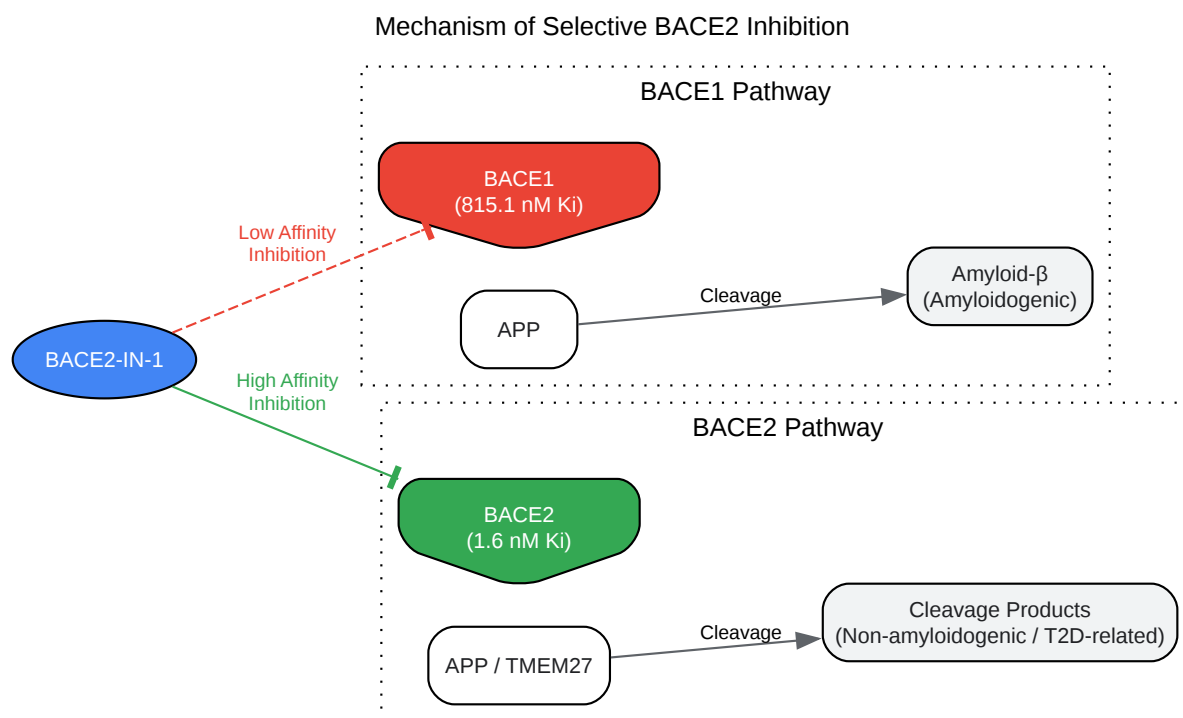 Mechanism of Selective BACE2 Inhibition
BACE1 Pathway
BACE1
(815.1 nM Ki)
Low Affinity
Inhibition
Amyloid-β
(Amyloidogenic)
Cleavage
APP
BACE2-IN-1
High Affinity
Inhibition
BACE2 Pathway
BACE2
(1.6 nM Ki)
Cleavage Products
(Non-amyloidogenic / T2D-related)
Cleavage
APP / TMEM27